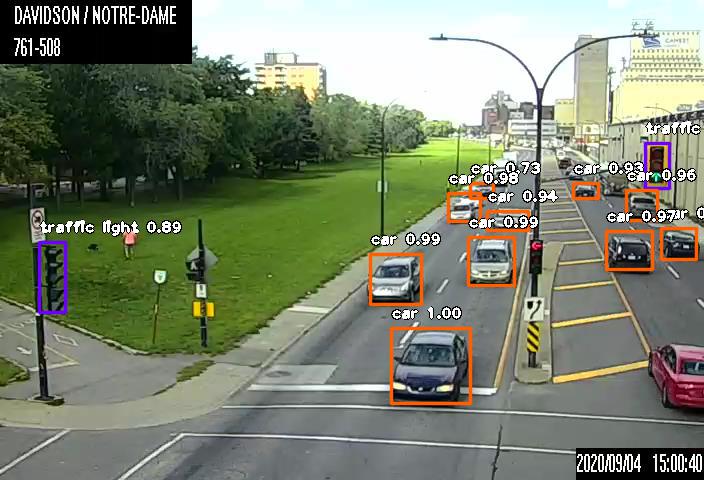 DAVIDSON / NOTRE-DAME
761-508
traffic
car 0.73
car 0.93
car 0.98
car 0.96
car 0.94
car 0.97
traffic light 0.89
car 0.99
car 0.99
car 1.00
2020/09/04 15:00:40